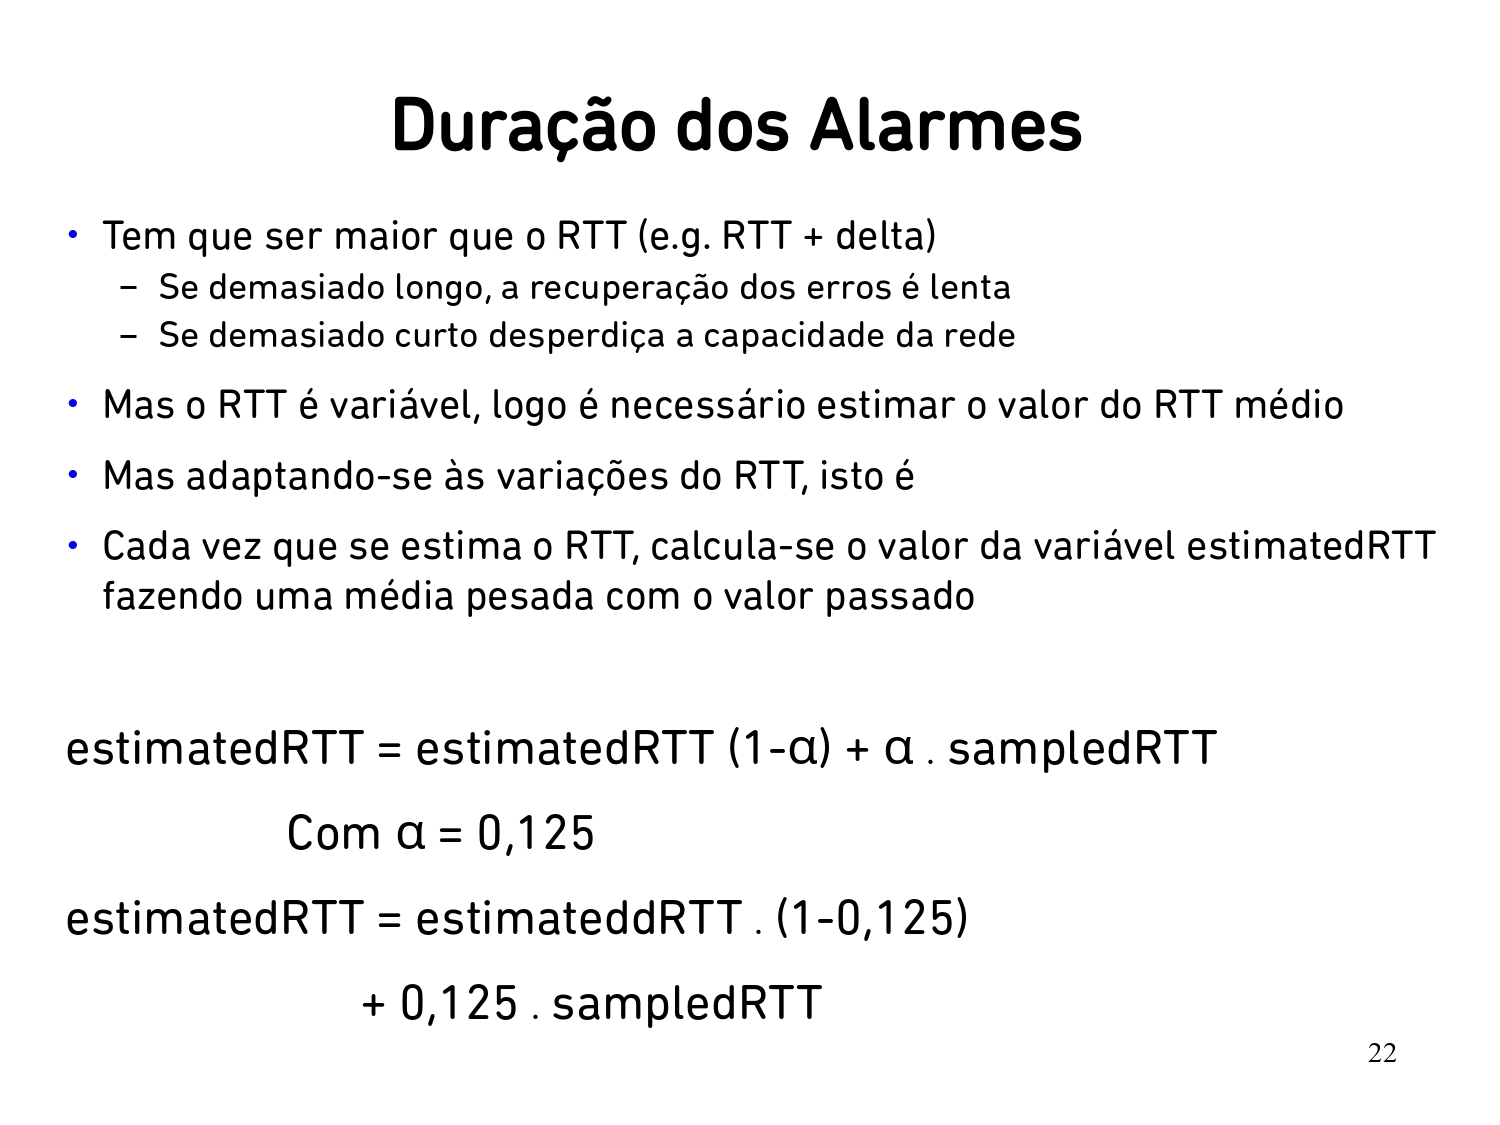 Duração dos Alarmes
• Tem que ser maior que o RTT (e.g. RTT + delta)
– Se demasiado longo, a recuperação dos erros é lenta
– Se demasiado curto desperdiça a capacidade da rede
• Mas o RTT é variável, logo é necessário estimar o valor do RTT médio
• Mas adaptando-se às variações do RTT, isto é
• Cada vez que se estima o RTT, calcula-se o valor da variável estimatedRTT
fazendo uma média pesada com o valor passado
estimatedRTT = estimatedRTT (1-α) + α . sampledRTT
Com α = 0,125
estimatedRTT = estimateddRTT . (1-0,125)
+ 0,125 . sampledRTT
22